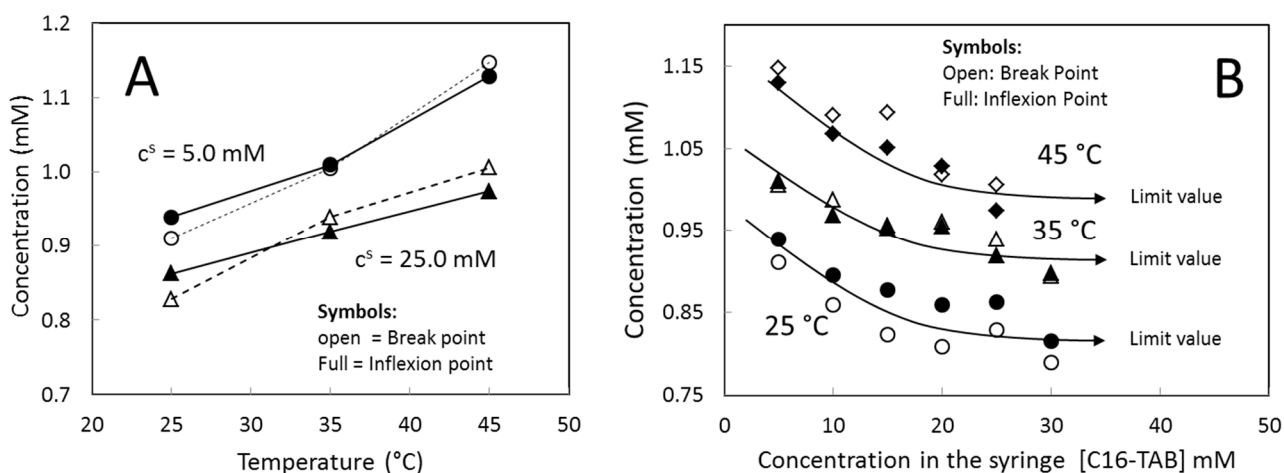 A
Concentration (mM)
1.2
1.1
1.0
0.9
0.8
0.7
cˢ = 5.0 mM
cˢ = 25.0 mM
Symbols:
open = Break point
Full = Inflexion point
20 25 30 35 40 45 50
Temperature (°C)
B
Concentration (mM)
1.15
1.05
0.95
0.85
0.75
Symbols:
Open: Break Point
Full: Inflexion Point
45 °C
Limit value
35 °C
Limit value
25 °C
Limit value
0 10 20 30 40 50
Concentration in the syringe [C16-TAB] mM